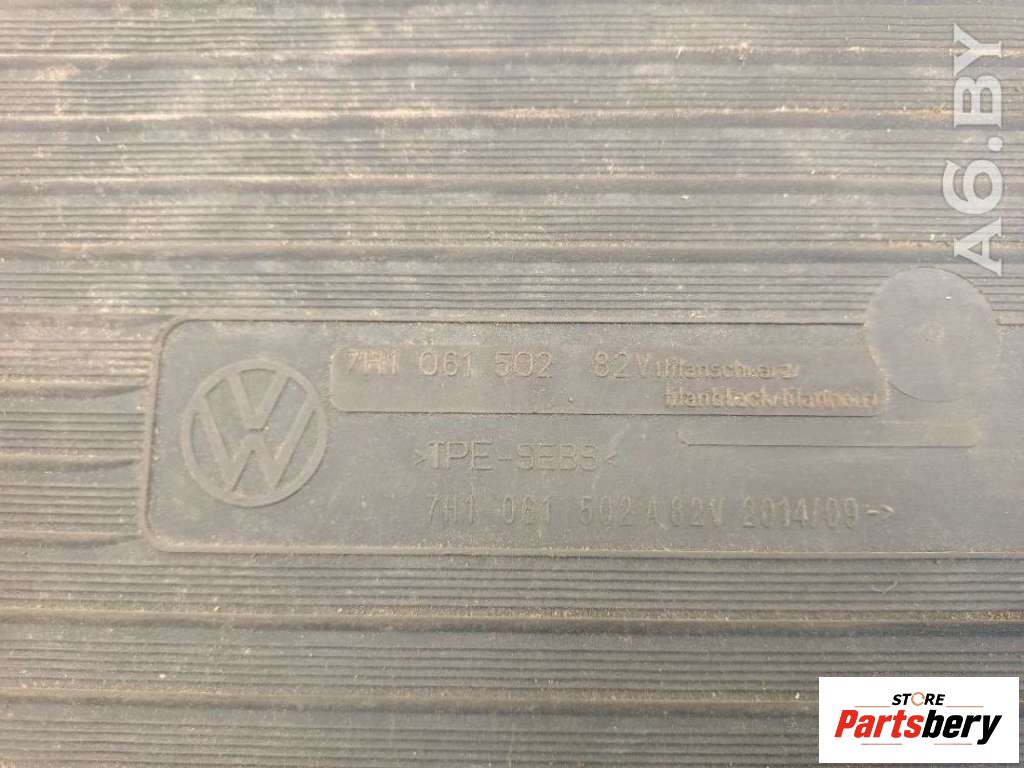 A6.BY
7H1 061 502 82V
>TPE-SEBS<
7H1 061 502 A 82V 2014/09->
STORE
Partsbery